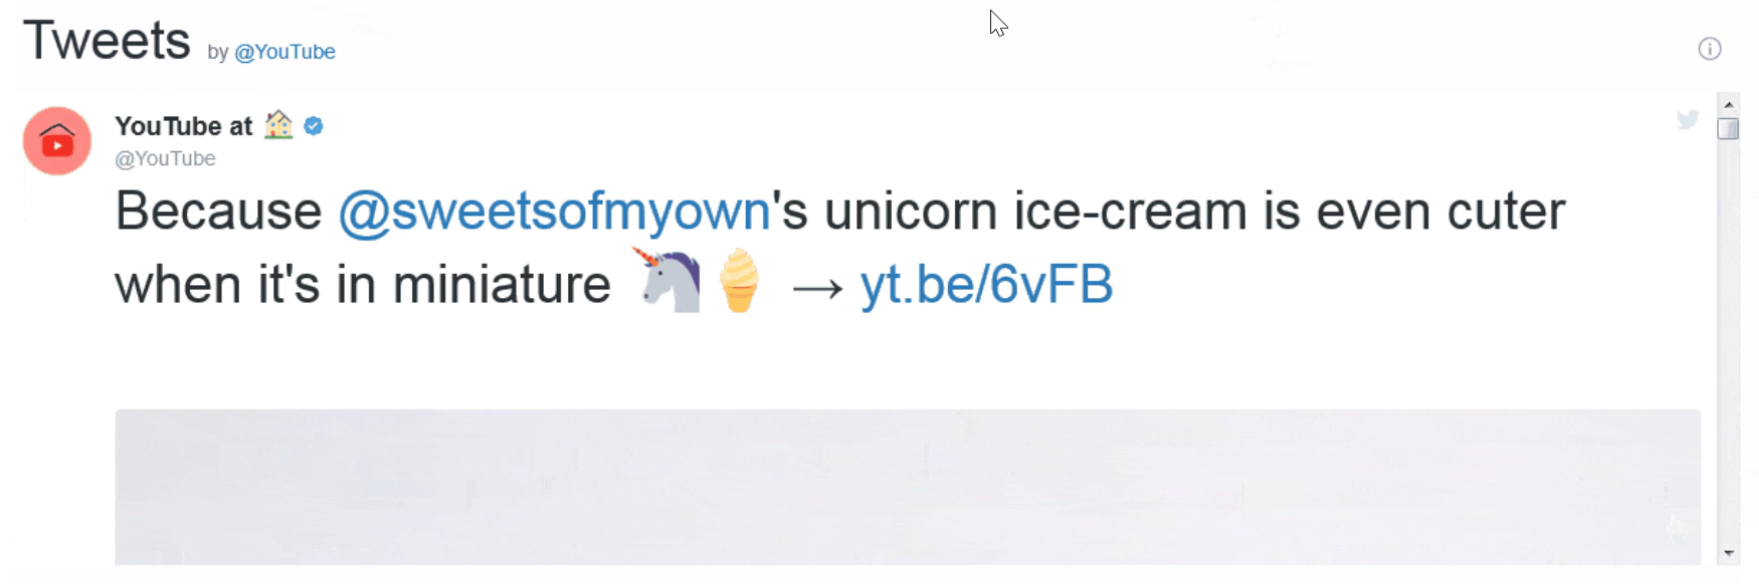 Tweets by @YouTube
YouTube at 🏠
@YouTube
Because @sweetsofmyown's unicorn ice-cream is even cuter
when it's in miniature 🦄🍦 → yt.be/6vFB